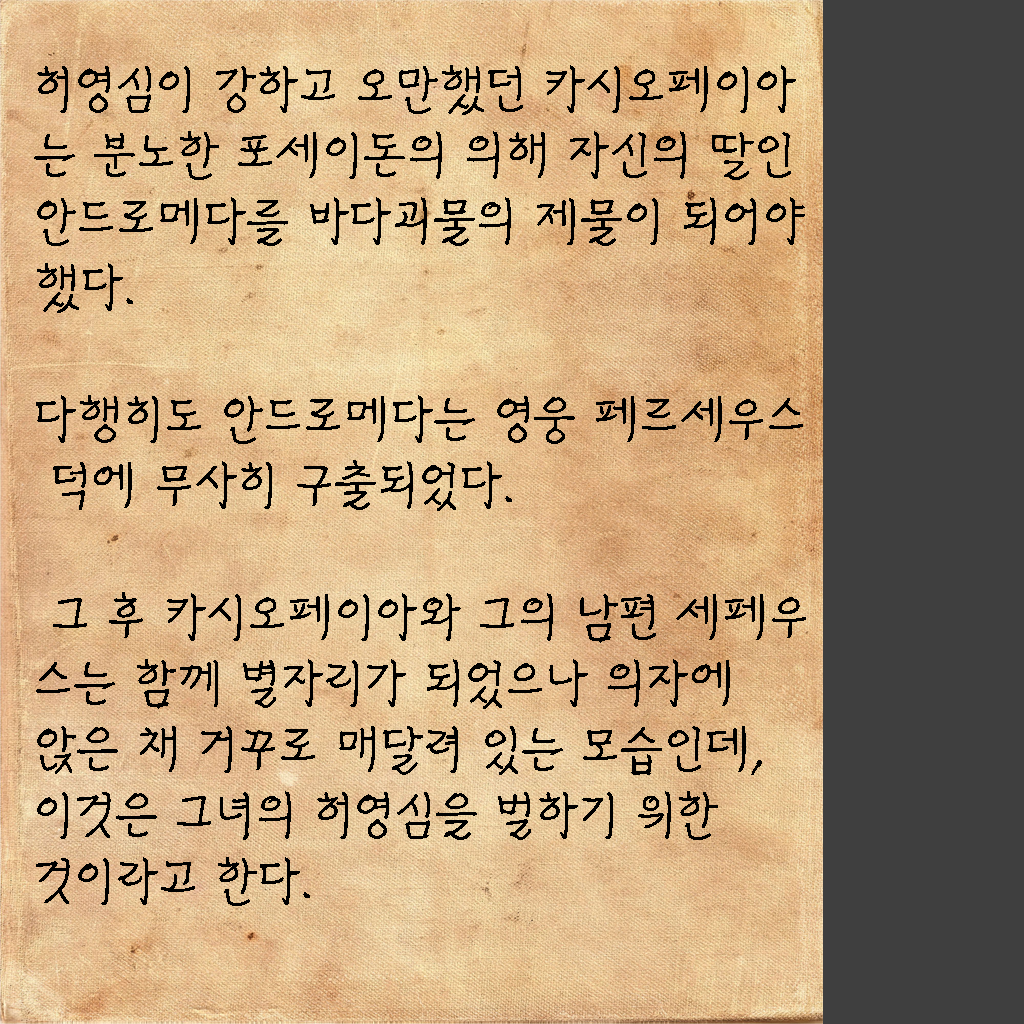 허영심이 강하고 오만했던 카시오페이아
는 분노한 포세이돈의 의해 자신의 딸인
안드로메다를 바다괴물의 제물이 되어야
했다.
다행히도 안드로메다는 영웅 페르세우스
덕에 무사히 구출되었다.
그 후 카시오페이아와 그의 남편 세페우
스는 함께 별자리가 되었으나 의자에
앉은 채 거꾸로 매달려 있는 모습인데,
이것은 그녀의 허영심을 벌하기 위한
것이라고 한다.